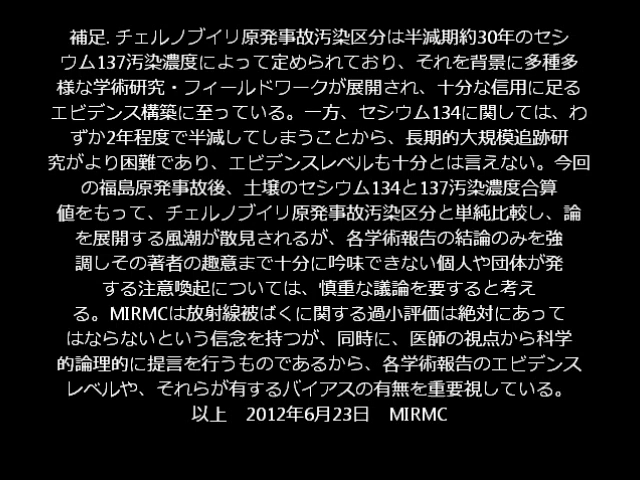 補足. チェルノブイリ原発事故汚染区分は半減期約30年のセシ
ウム137汚染濃度によって定められており、それを背景に多種多
様な学術研究・フィールドワークが展開され、十分な信用に足る
エビデンス構築に至っている。一方、セシウム134に関しては、わ
ずか2年程度で半減してしまうことから、長期的大規模追跡研
究がより困難であり、エビデンスレベルも十分とは言えない。今回
の福島原発事故後、土壌のセシウム134と137汚染濃度合算
値をもって、チェルノブイリ原発事故汚染区分と単純比較し、論
を展開する風潮が散見されるが、各学術報告の結論のみを強
調しその著者の趣意まで十分に吟味できない個人や団体が発
する注意喚起については、慎重な議論を要すると考え
る。MIRMCは放射線被ばくに関する過小評価は絶対にあって
はならないという信念を持つが、同時に、医師の視点から科学
的論理的に提言を行うものであるから、各学術報告のエビデンス
レベルや、それらが有するバイアスの有無を重要視している。
以上　2012年6月23日　MIRMC